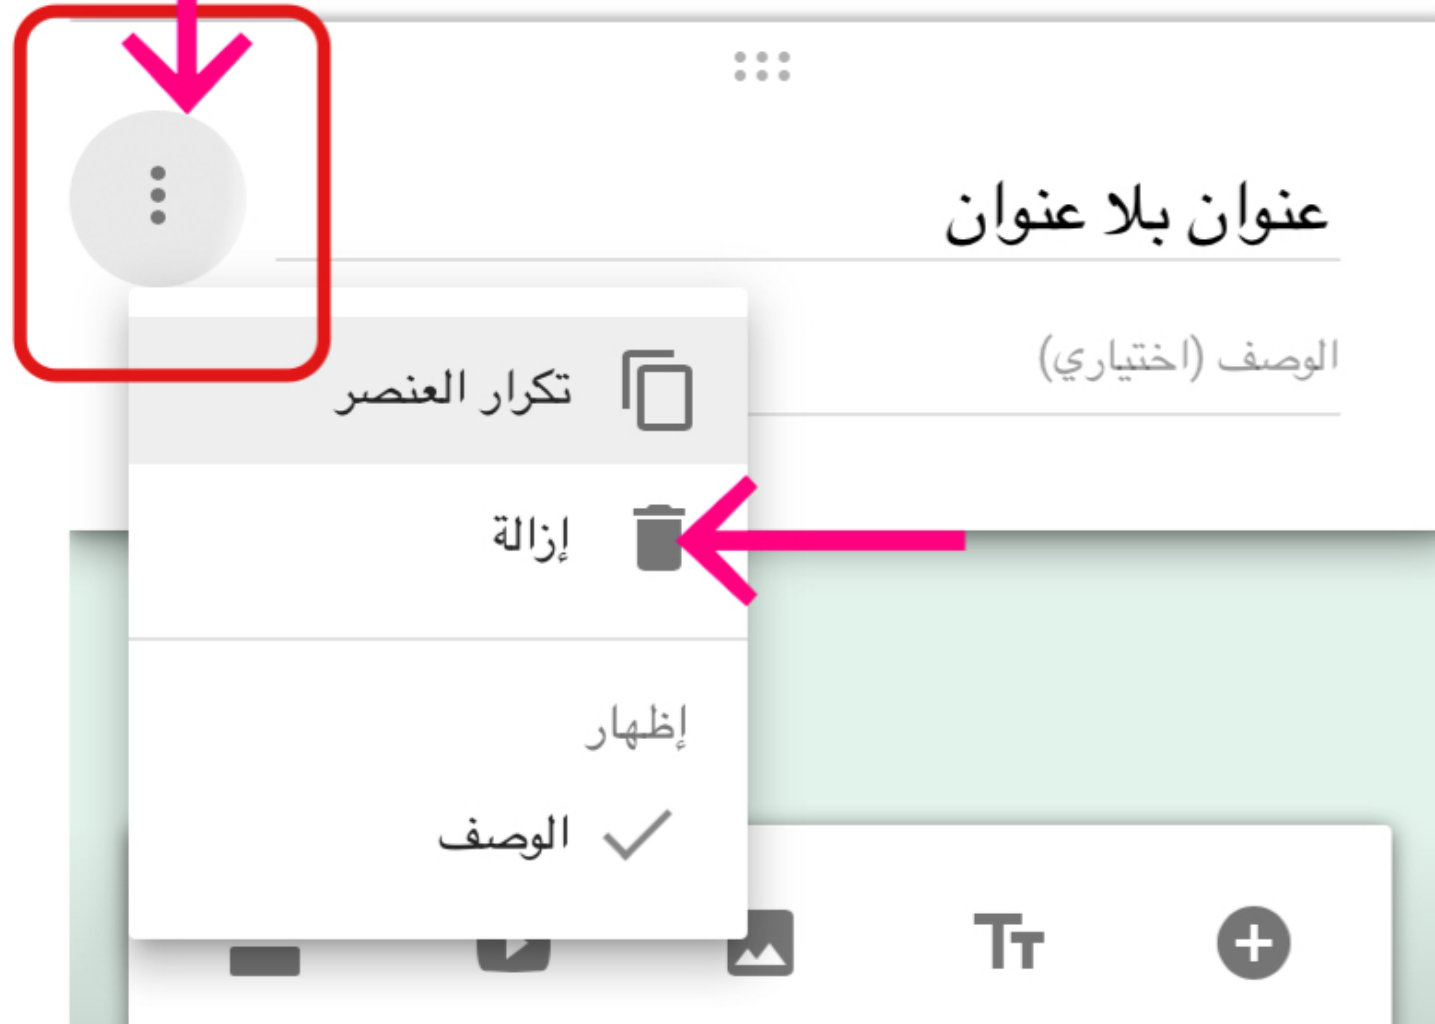 عنوان بلا عنوان
الوصف (اختياري)
تكرار العنصر
إزالة
إظهار
الوصف